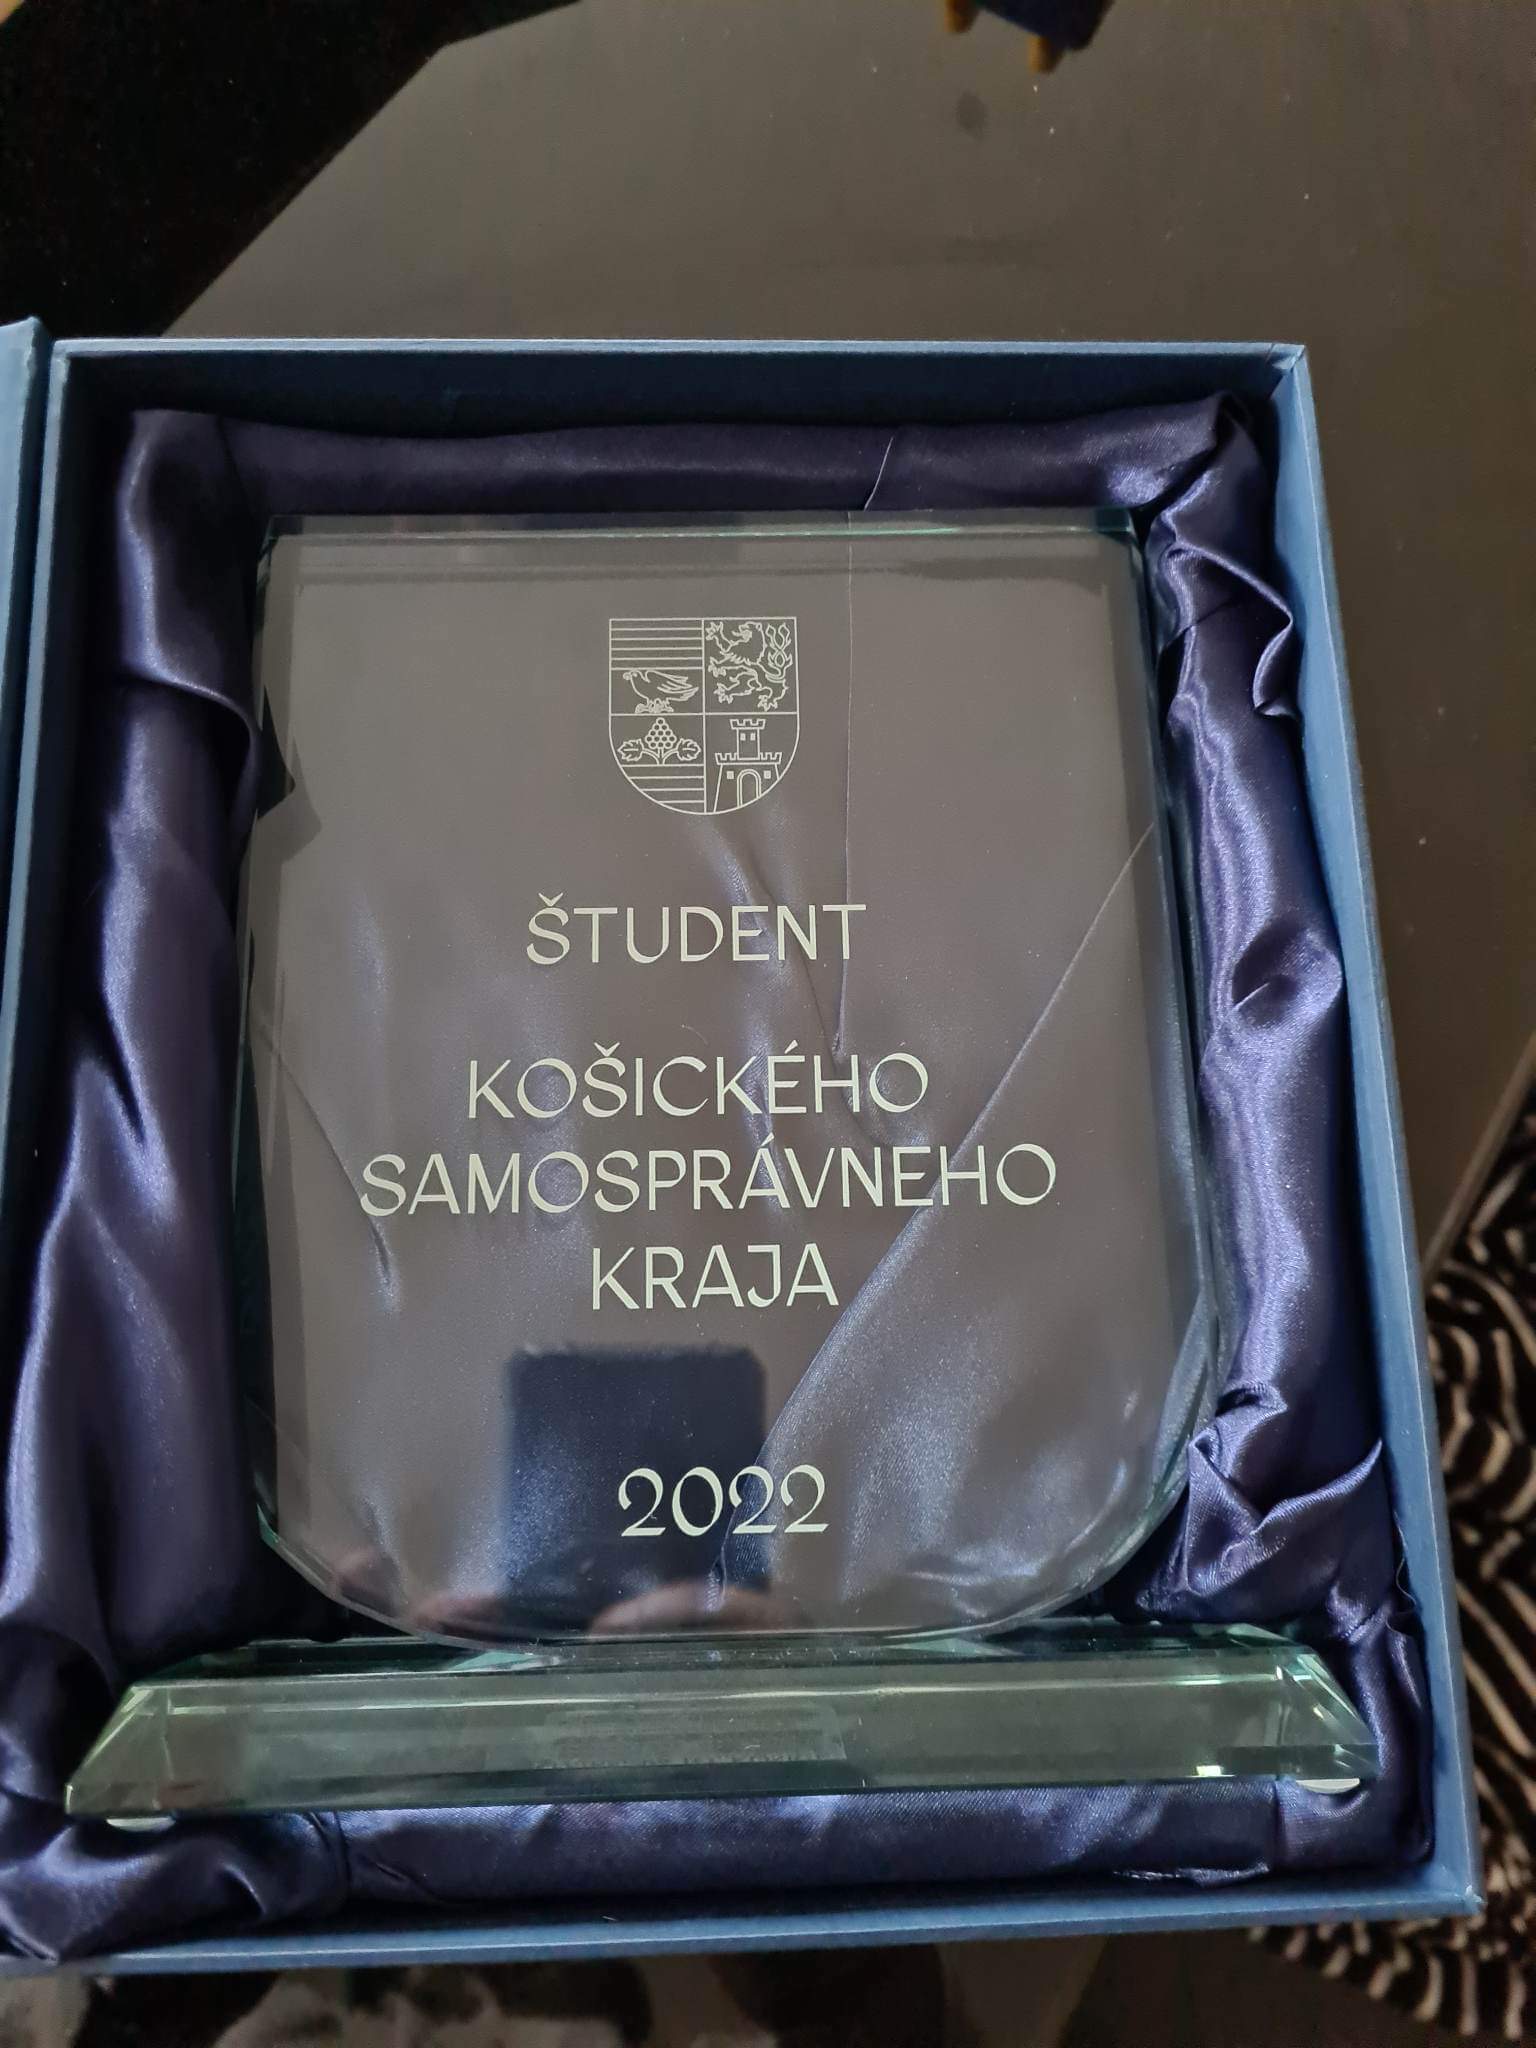 ŠTUDENT
KOŠICKÉHO
SAMOSPRÁVNEHO
KRAJA
2022